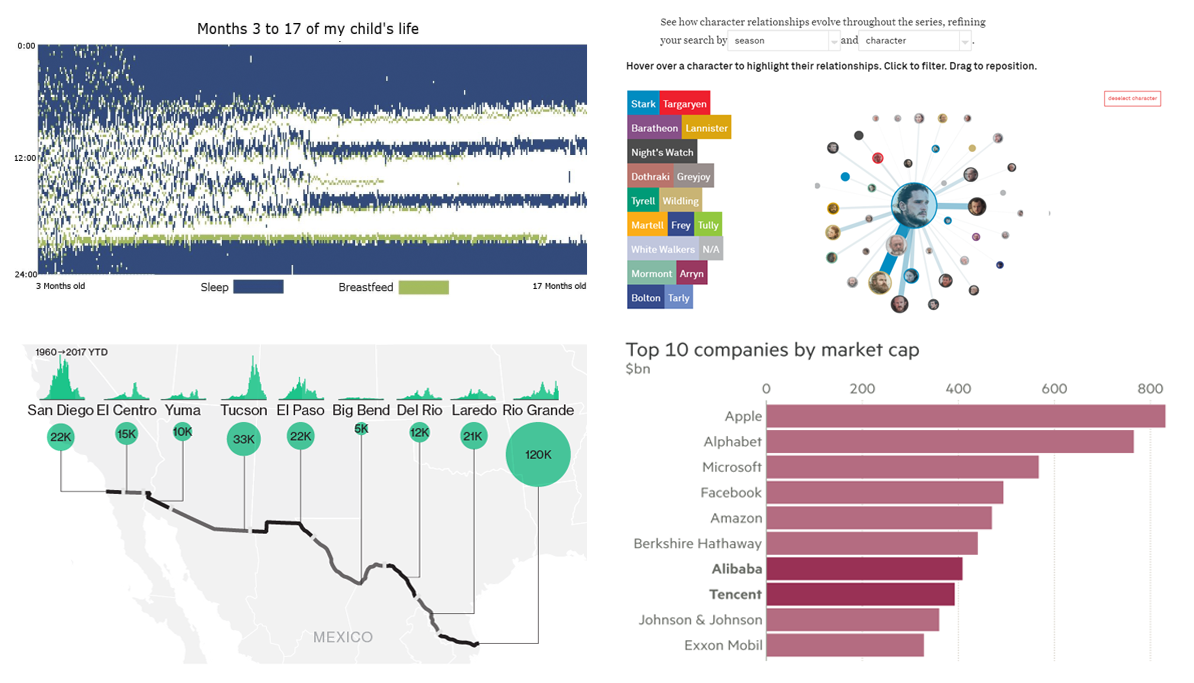 Months 3 to 17 of my child's life
0:00
12:00
24:00
3 Months old
Sleep
Breastfeed
17 Months old
See how character relationships evolve throughout the series, refining
your search by season and character .
Hover over a character to highlight their relationships. Click to filter. Drag to reposition.
deselect character
Stark Targaryen
Baratheon Lannister
Night's Watch
Dothraki Greyjoy
Tyrell Wildling
Martell Frey Tully
White Walkers N/A
Mormont Arryn
Bolton Tarly
1960→2017 YTD
San Diego El Centro Yuma Tucson El Paso Big Bend Del Rio Laredo Rio Grande
22K 15K 10K 33K 22K 5K 12K 21K 120K
MEXICO
Top 10 companies by market cap
$bn
0 200 400 600 800
Apple
Alphabet
Microsoft
Facebook
Amazon
Berkshire Hathaway
Alibaba
Tencent
Johnson & Johnson
Exxon Mobil